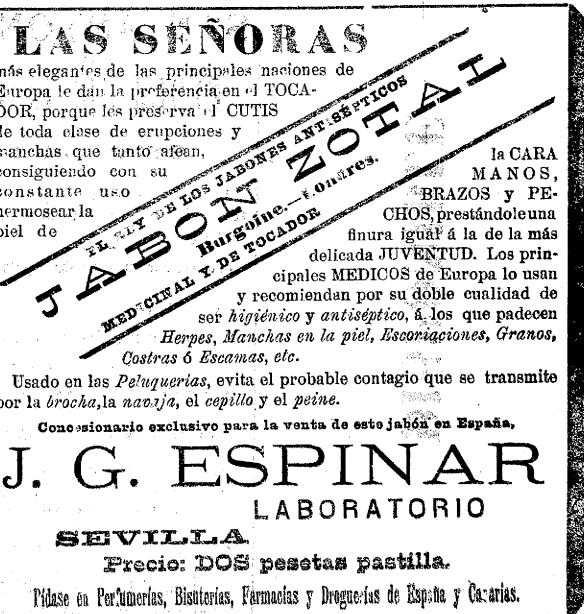 LAS SEÑORAS
más elegantes de las principales naciones de
Europa le dan la preferencia en el TOCA-
DOR, porque les preserva el CUTIS
de toda clase de erupciones y
manchas que tanto afean,
consiguiendo con su
constante uso
hermosear la
piel de
EL REY DE LOS JABONES ANTISÉPTICOS
JABON ZOTAL
Burgoine.—Londres.
MEDICINAL Y DE TOCADOR
la CARA
MANOS,
BRAZOS y PE-
CHOS, prestándole una
finura igual á la de la más
delicada JUVENTUD. Los prin-
cipales MEDICOS de Europa lo usan
y recomiendan por su doble cualidad de
ser higiénico y antiséptico, á los que padecen
Herpes, Manchas en la piel, Escoriaciones, Granos,
Costras ó Escamas, etc.
Usado en las Peluquerias, evita el probable contagio que se transmite
por la brocha, la navaja, el cepillo y el peine.
Concesionario exclusivo para la venta de este jabón en España,
J. G. ESPINAR
LABORATORIO
SEVILLA
Precio: DOS pesetas pastilla.
Pídase en Perfumerías, Bisuterías, Farmacias y Droguerías de España y Canarias.